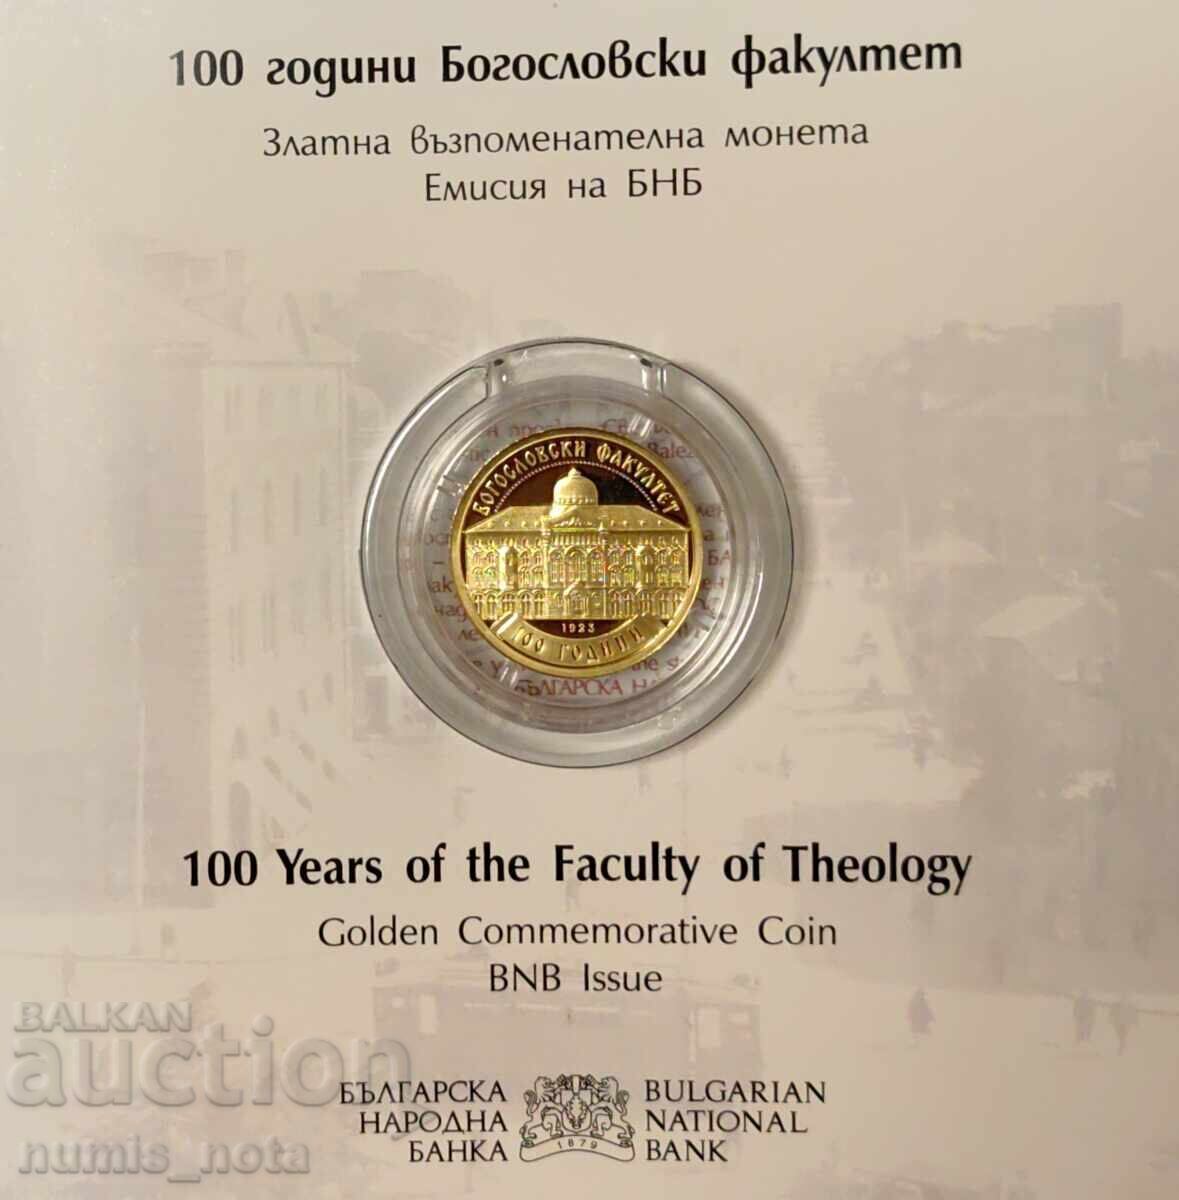 100 години Богословски факултет
Златна възпоменателна монета
Емисия на БНБ
БОГОСЛОВСКИ ФАКУЛТЕТ
1923
100 ГОДИНИ
БЪЛГАРСКА
100 Years of the Faculty of Theology
Golden Commemorative Coin
BNB Issue
БЪЛГАРСКА
НАРОДНА
БАНКА
1879
BULGARIAN
NATIONAL
BANK
BALKAN
auction
numis_nota